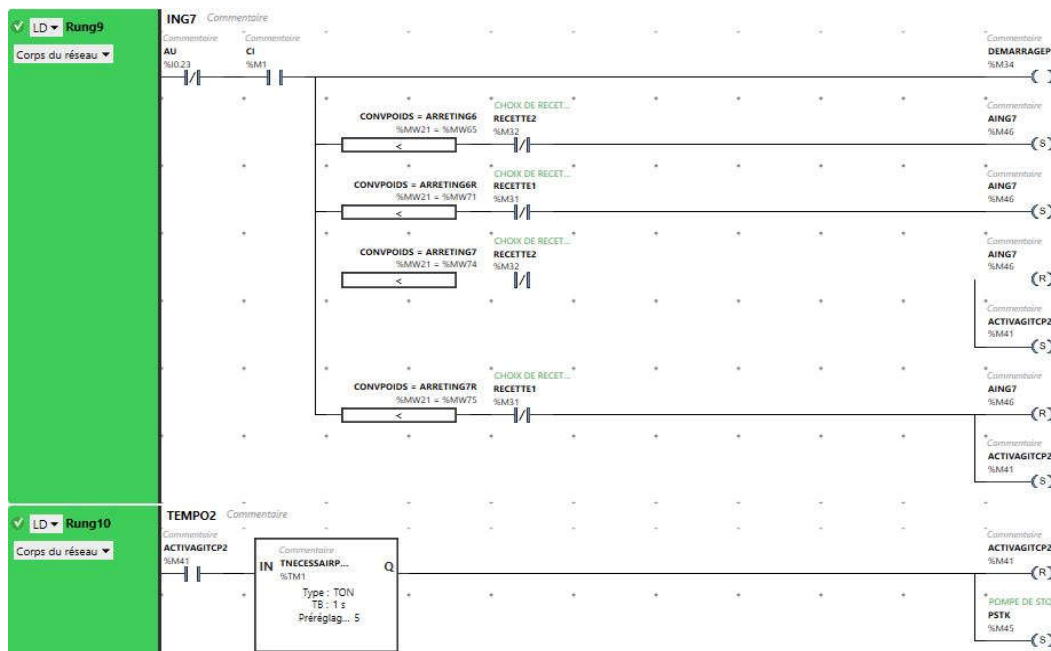 LD Rung9
Corps du réseau
ING7 Commentaire
Commentaire
AU
%I0.23
Commentaire
CI
%M1
Commentaire
DEMARRAGEP
%M34
CONVPOIDS = ARRETING6
%MW21 = %MW65
<
CHOIX DE RECET...
RECETTE2
%M32
Commentaire
AING7
%M46
S
CONVPOIDS = ARRETING6R
%MW21 = %MW71
<
CHOIX DE RECET...
RECETTE1
%M31
Commentaire
AING7
%M46
S
CONVPOIDS = ARRETING7
%MW21 = %MW74
<
CHOIX DE RECET...
RECETTE2
%M32
Commentaire
AING7
%M46
R
Commentaire
ACTIVAGITCP2
%M41
S
CONVPOIDS = ARRETING7R
%MW21 = %MW75
<
CHOIX DE RECET...
RECETTE1
%M31
Commentaire
AING7
%M46
R
Commentaire
ACTIVAGITCP2
%M41
S
LD Rung10
Corps du réseau
TEMPO2 Commentaire
Commentaire
ACTIVAGITCP2
%M41
Commentaire
IN TNECESSAIRP... Q
%TM1
Type : TON
TB : 1 s
Préréglag... 5
Commentaire
ACTIVAGITCP2
%M41
R
POMPE DE STO
PSTK
%M45
S